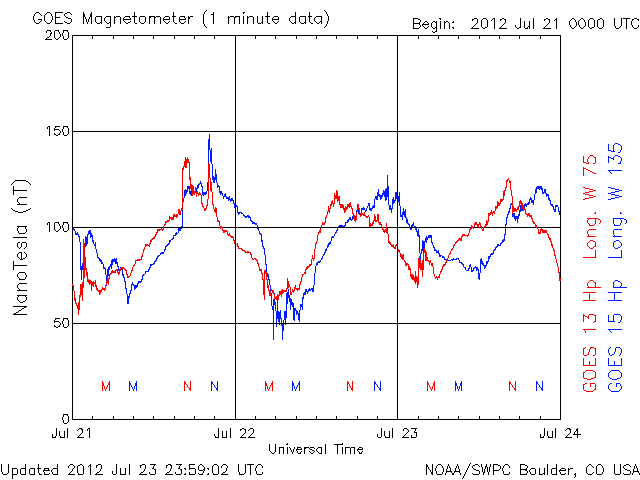 GOES Magnetometer (1 minute data)
Begin: 2012 Jul 21 0000 UTC
200
150
100
50
0
NanoTesla (nT)
M M N N M M N N M M N N
Jul 21 Jul 22 Jul 23 Jul 24
Universal Time
GOES 13 Hp Long. W 75
GOES 15 Hp Long. W 135
Updated 2012 Jul 23 23:59:02 UTC
NOAA/SWPC Boulder, CO USA